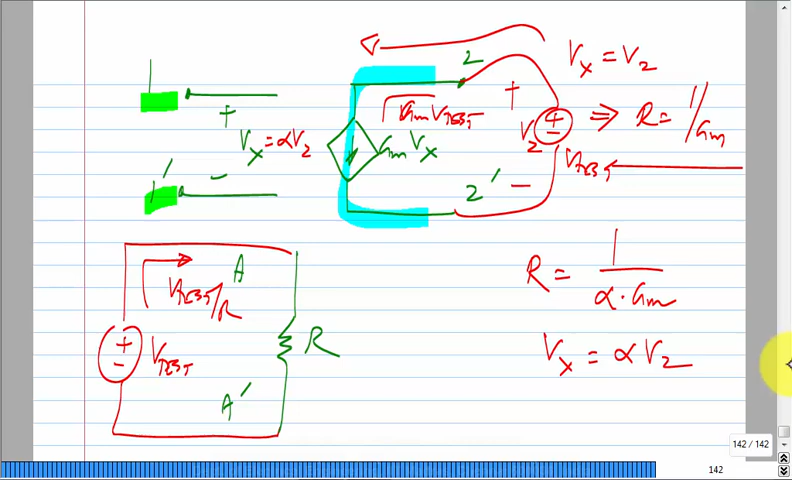 1
+
Vx = αV2
-
1'
2
Gm VTEST
Gm Vx
2'
+
V2
-
+
-
VTEST
Vx = V2
⇒ R = 1/Gm
A
VTEST/R
+
-
VTEST
R
A'
R = 1
α·Gm
Vx = αV2
142 / 142
142